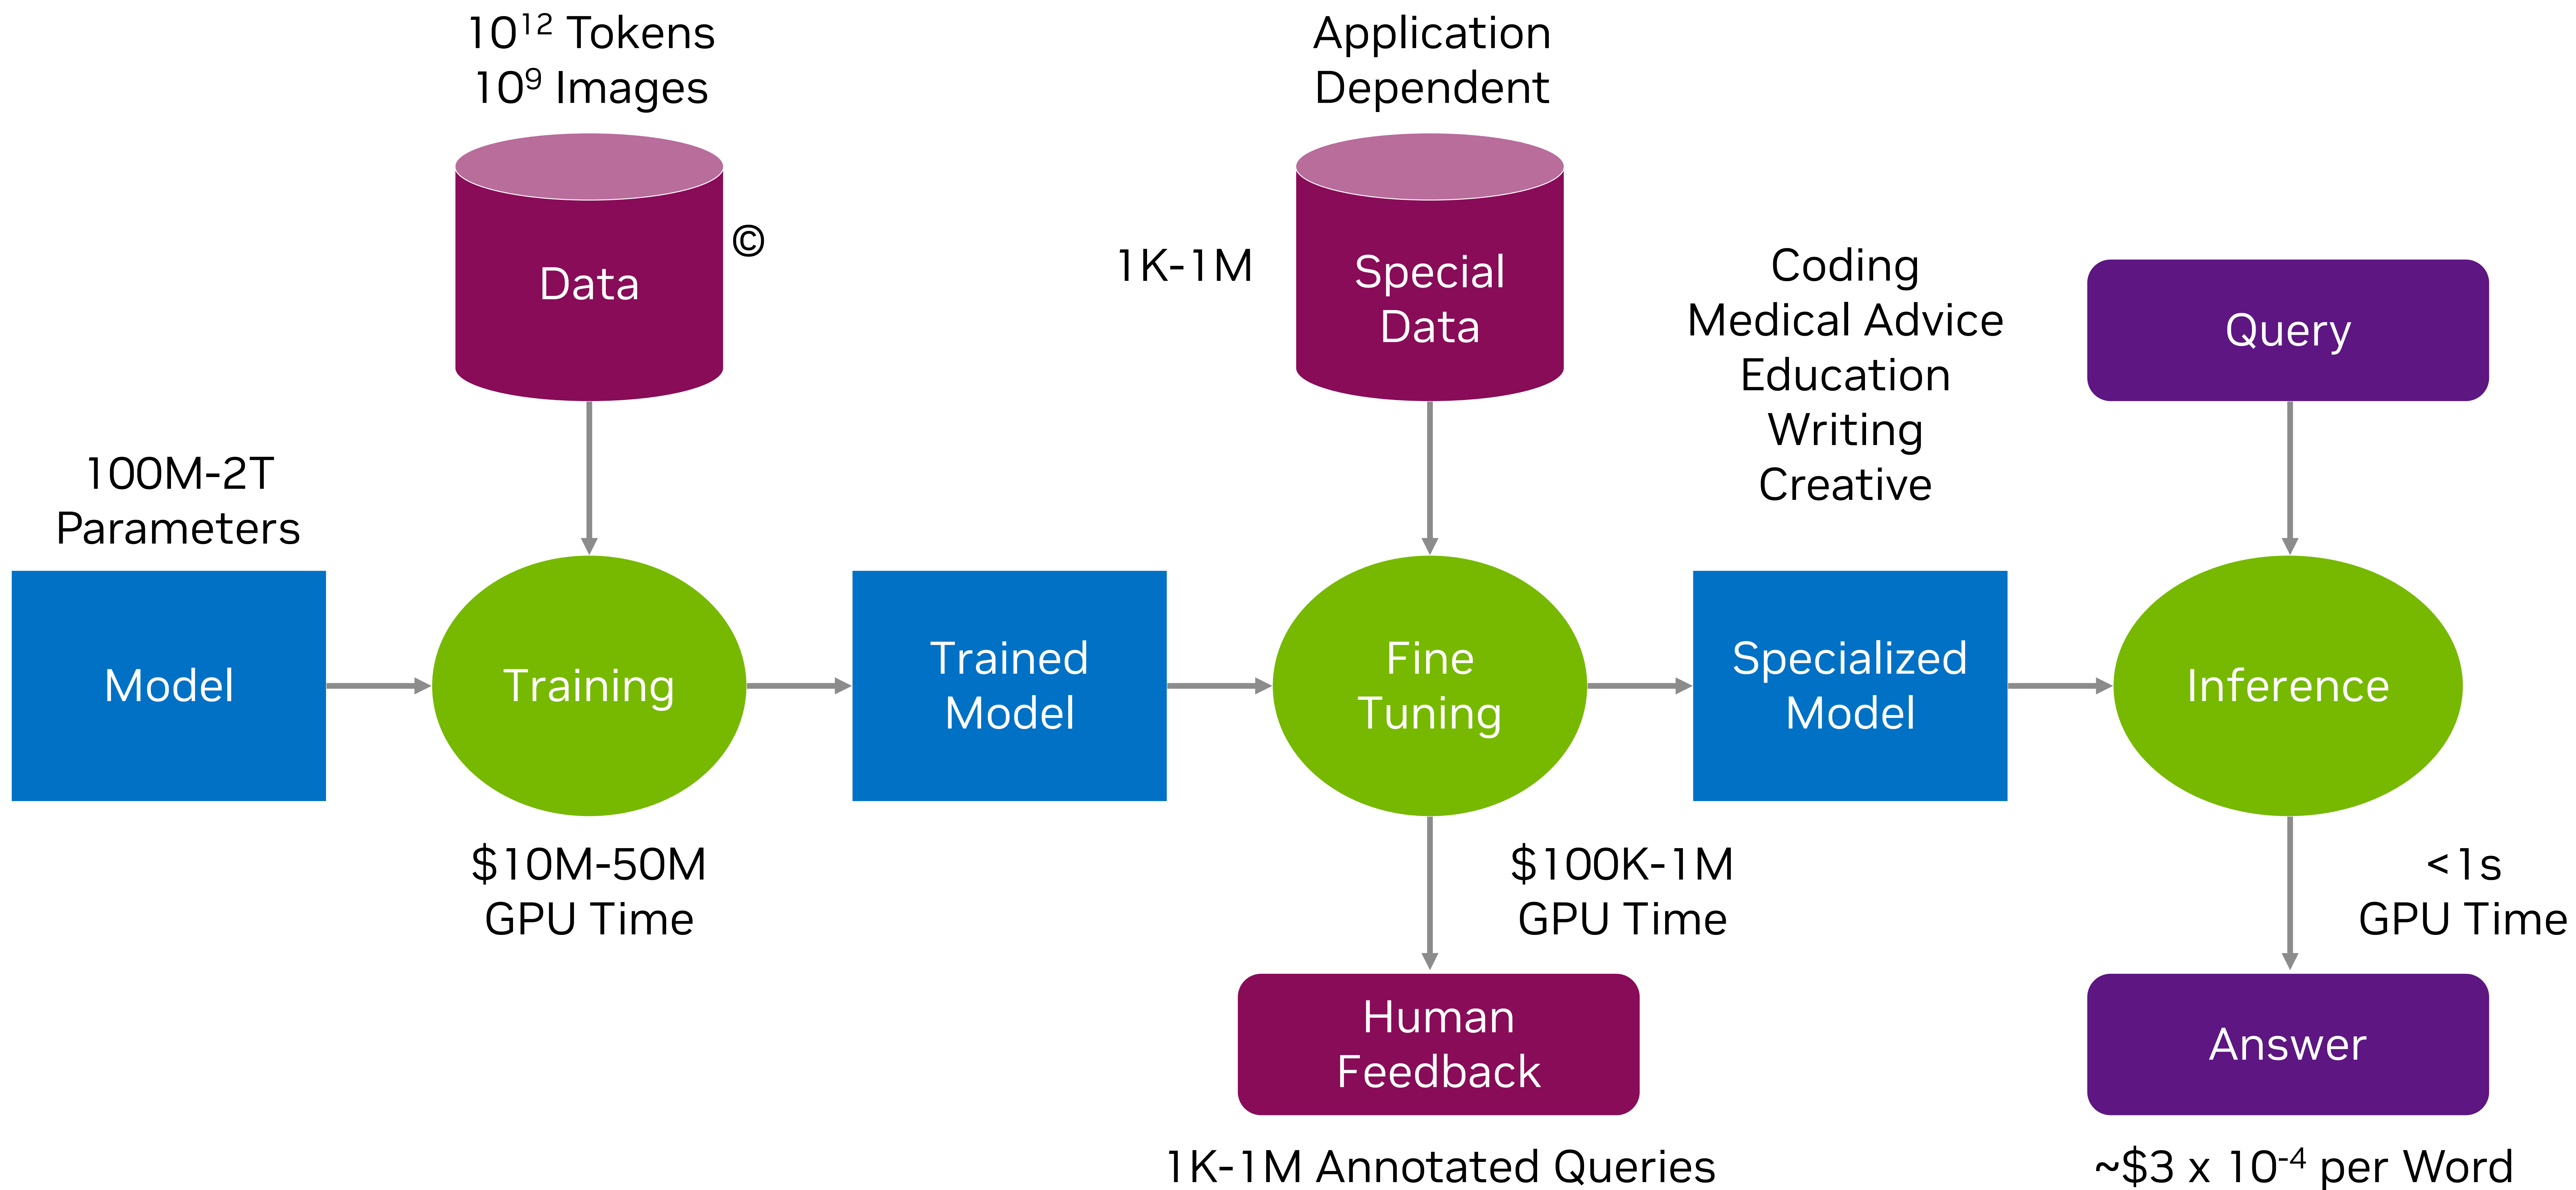 10¹² Tokens
10⁹ Images
Data
©
100M-2T
Parameters
Model
Training
$10M-50M
GPU Time
Trained
Model
Application
Dependent
1K-1M
Special
Data
Fine
Tuning
$100K-1M
GPU Time
Human
Feedback
1K-1M Annotated Queries
Coding
Medical Advice
Education
Writing
Creative
Specialized
Model
Query
Inference
<1s
GPU Time
Answer
~$3 x 10⁻⁴ per Word